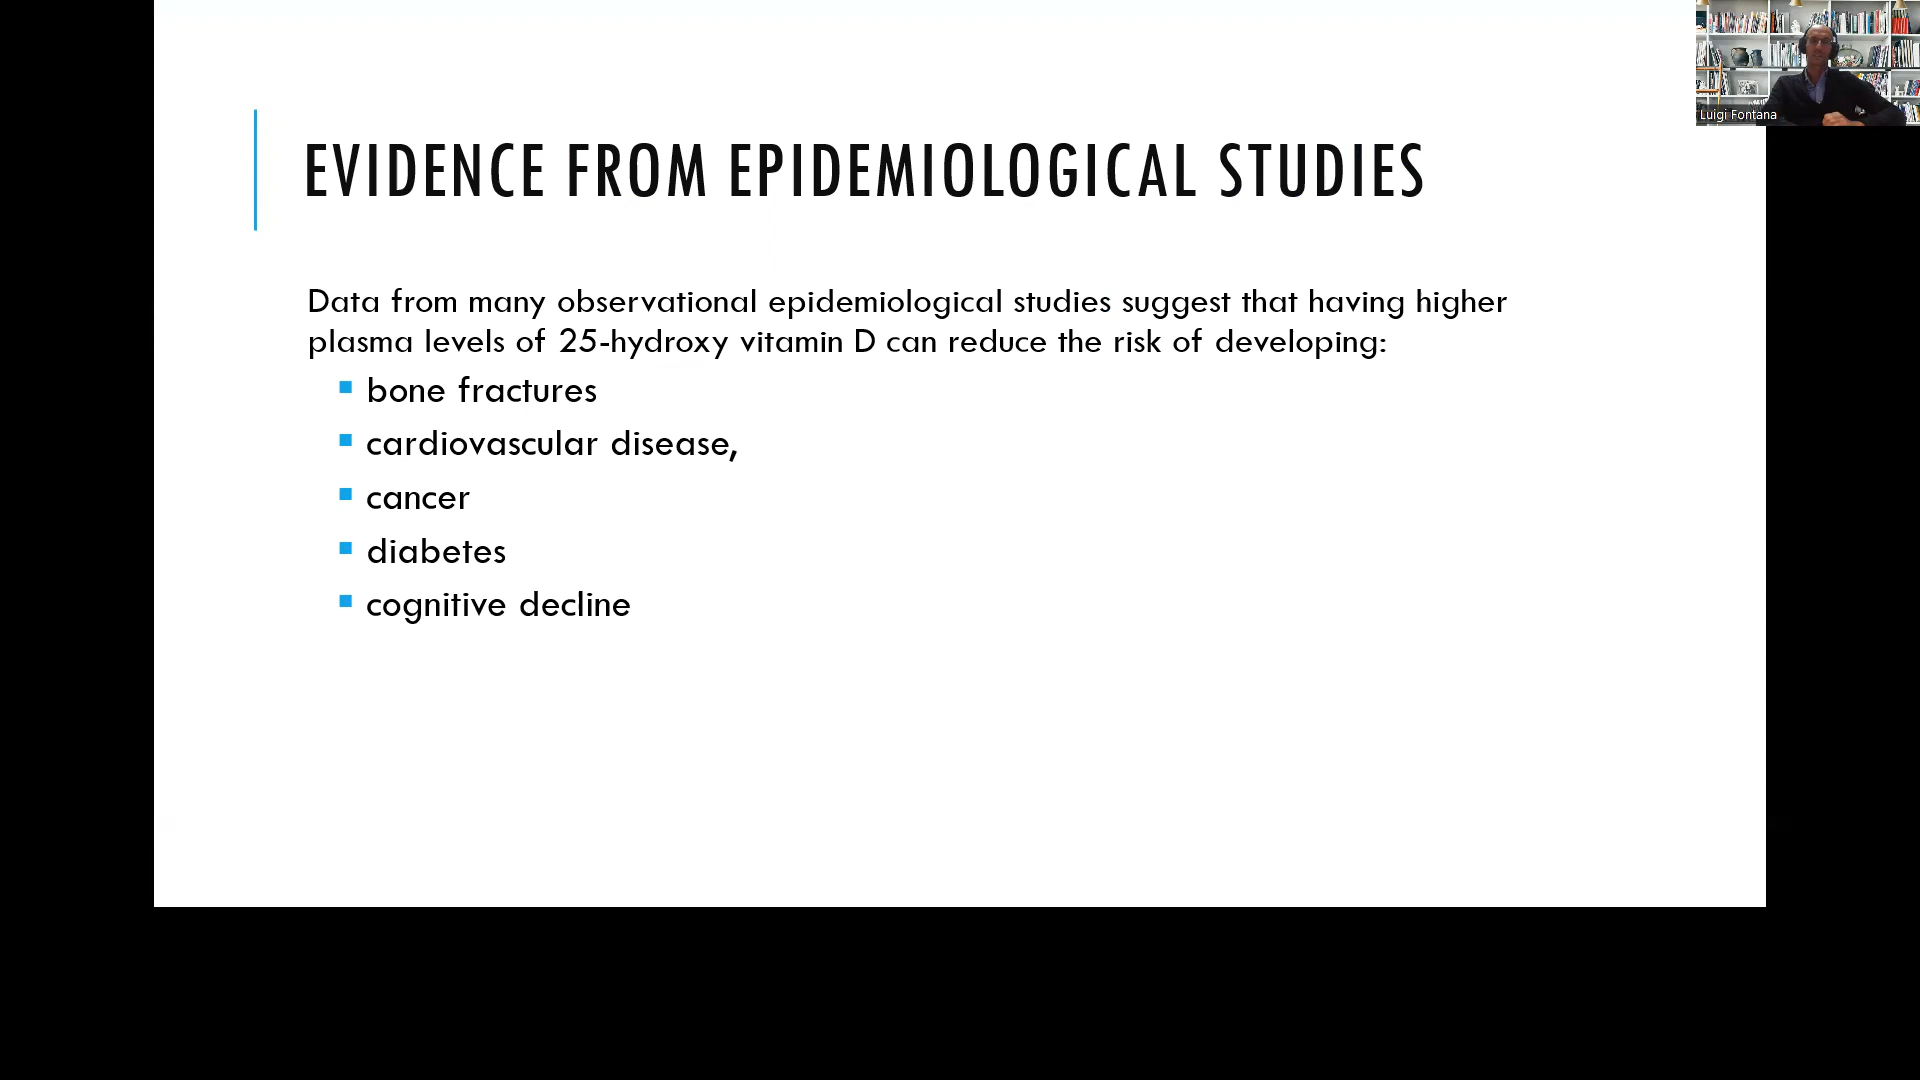 EVIDENCE FROM EPIDEMIOLOGICAL STUDIES
Data from many observational epidemiological studies suggest that having higher
plasma levels of 25-hydroxy vitamin D can reduce the risk of developing:
bone fractures
cardiovascular disease,
cancer
diabetes
cognitive decline
Luigi Fontana